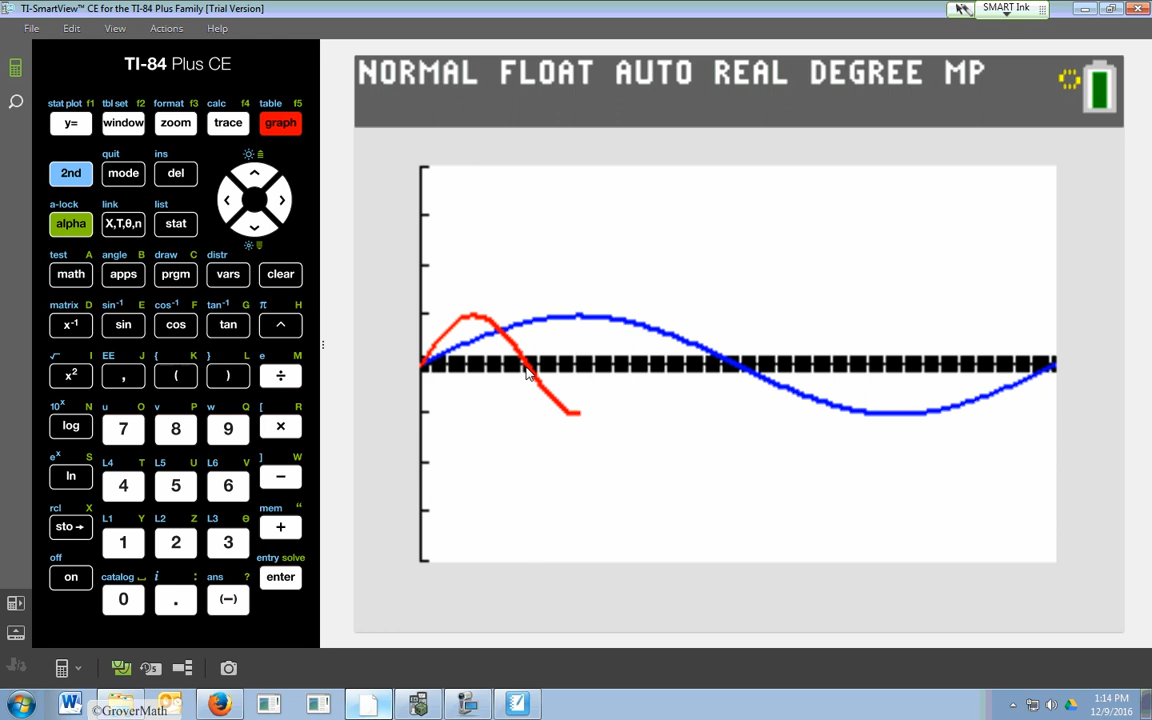 TI-SmartView™ CE for the TI-84 Plus Family [Trial Version]
SMART Ink
File Edit View Actions Help
TI-84 Plus CE
NORMAL FLOAT AUTO REAL DEGREE MP
stat plot f1 tbl set f2 format f3 calc f4 table f5
y= window zoom trace graph
quit ins
2nd mode del
a-lock link list
alpha X,T,θ,n stat
test A angle B draw C distr
math apps prgm vars clear
matrix D sin⁻¹ E cos⁻¹ F tan⁻¹ G π H
x⁻¹ sin cos tan ^
√ I EE J { K } L e M
x² , ( ) ÷
10ˣ N u O v P w Q [ R
log 7 8 9 ×
eˣ S L4 T L5 U L6 V ] W
ln 4 5 6 −
rcl X L1 Y L2 Z L3 θ mem “
sto→ 1 2 3 +
off catalog ⎵ i : ans ? entry solve
on 0 . (−) enter
1:14 PM
12/9/2016
©GroverMath